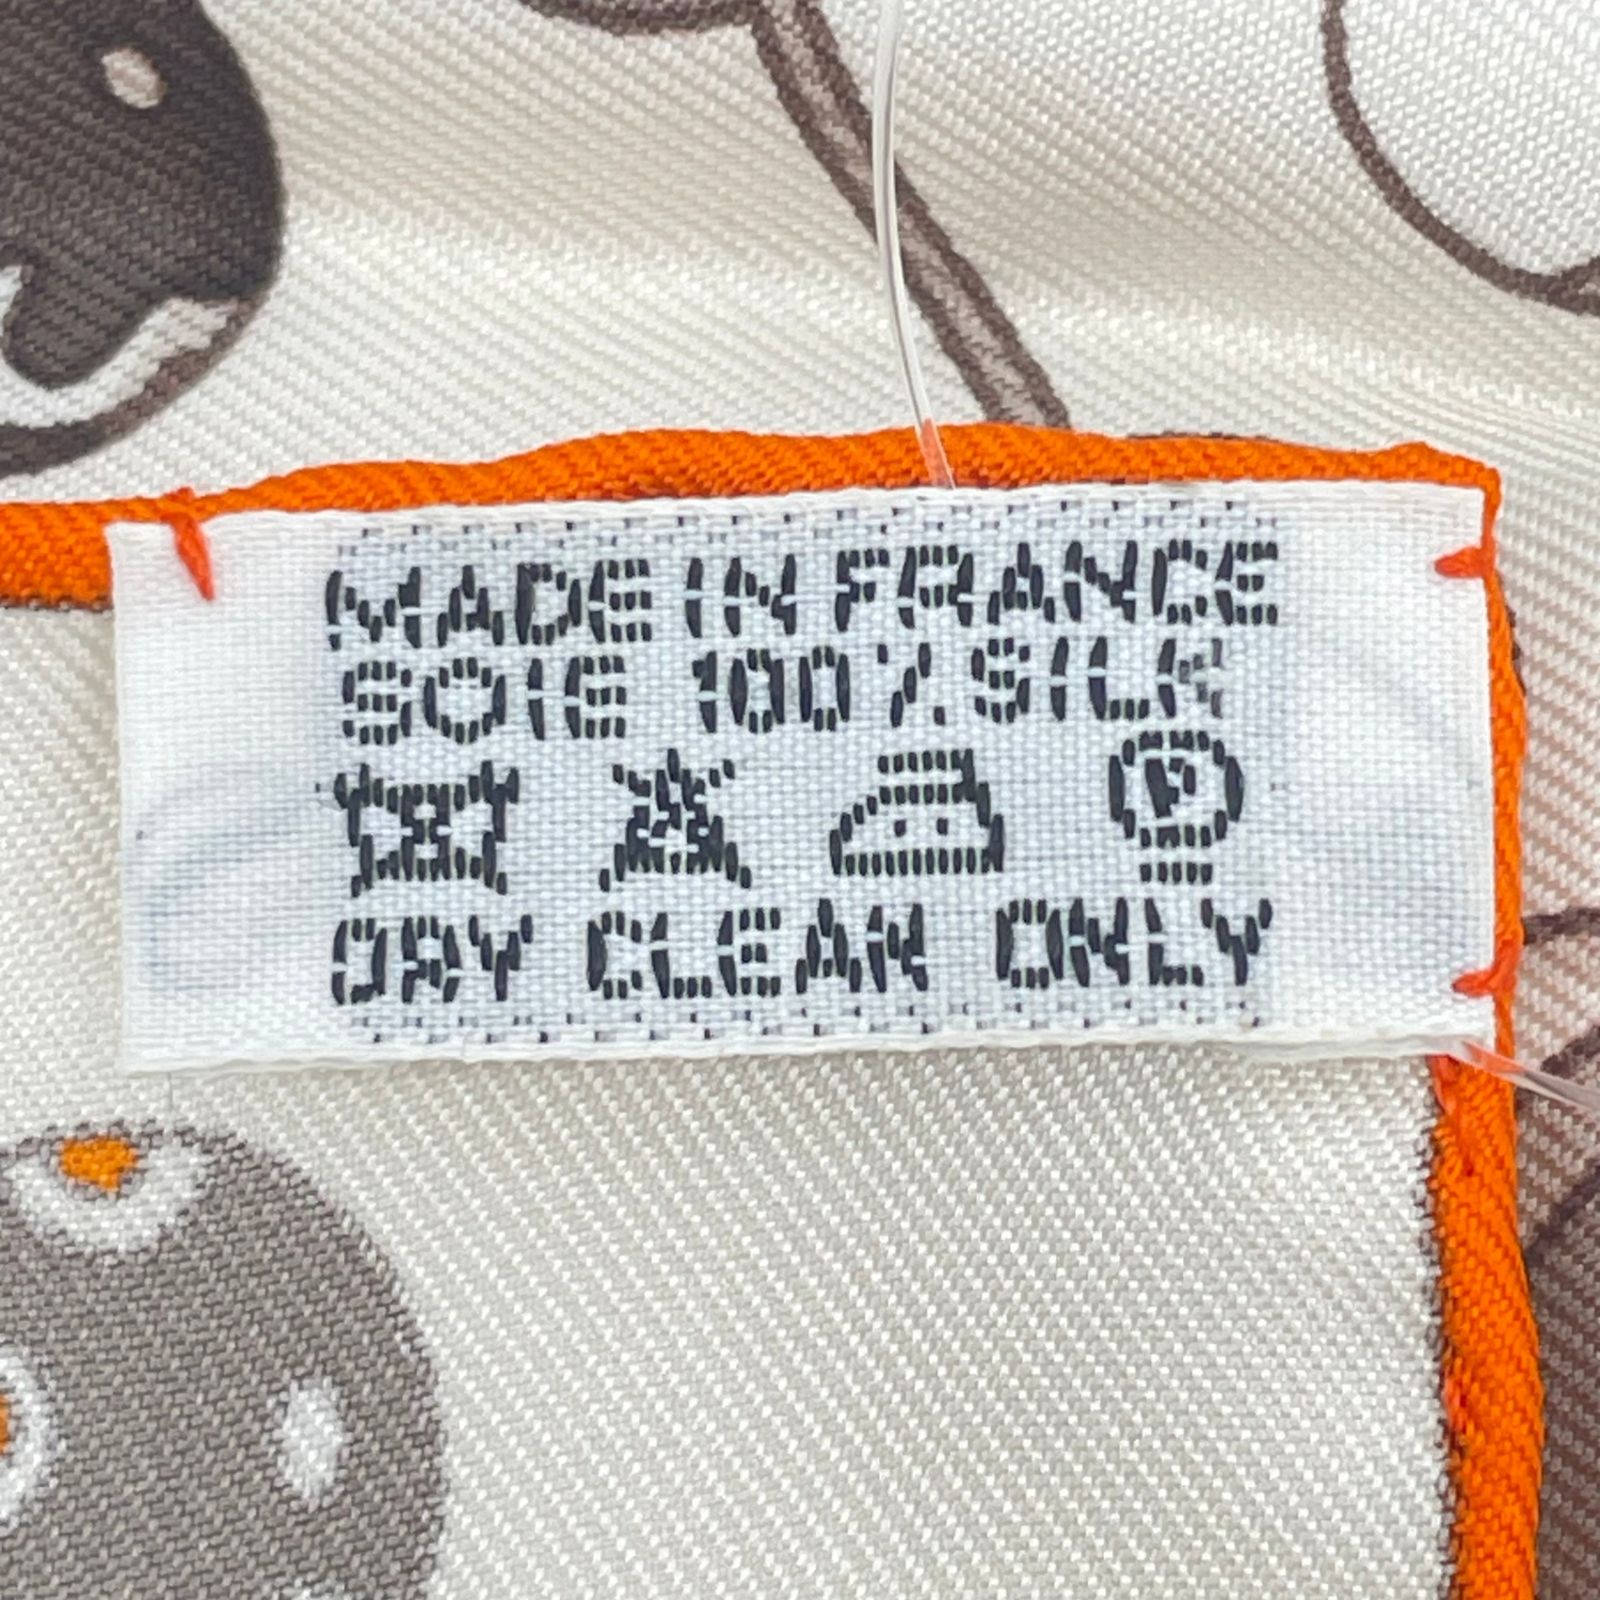 MADE IN FRANCE
SOIE 100% SILK
P
DRY CLEAN ONLY